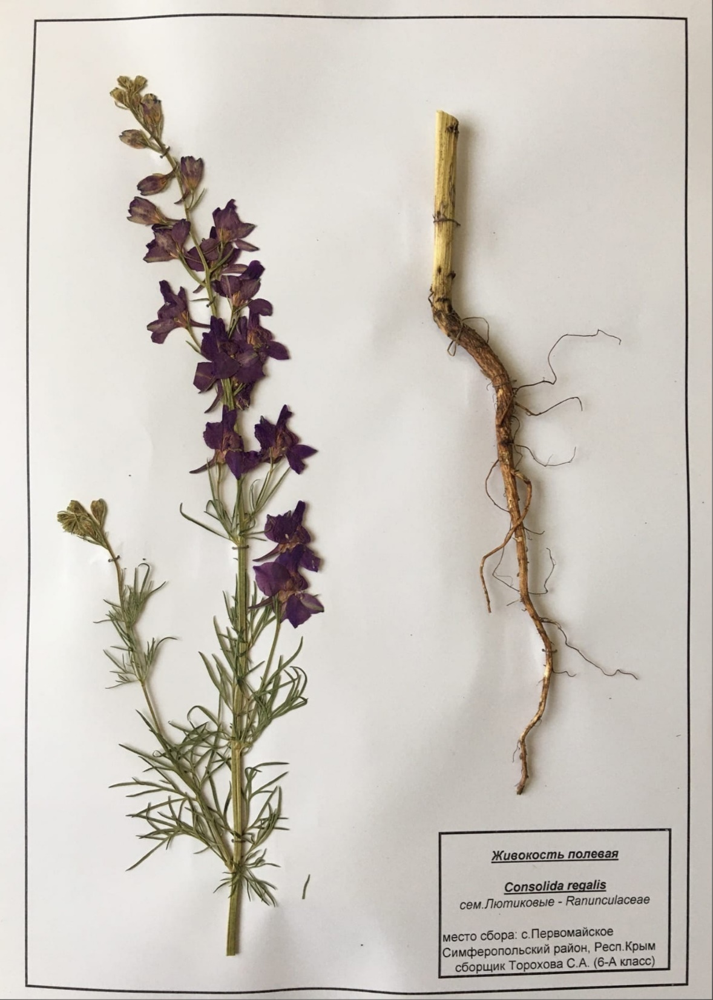 Живокость полевая
Consolida regalis
сем.Лютиковые - Ranunculaceae
место сбора: с.Первомайское
Симферопольский район, Респ.Крым
сборщик Торохова С.А. (6-А класс)